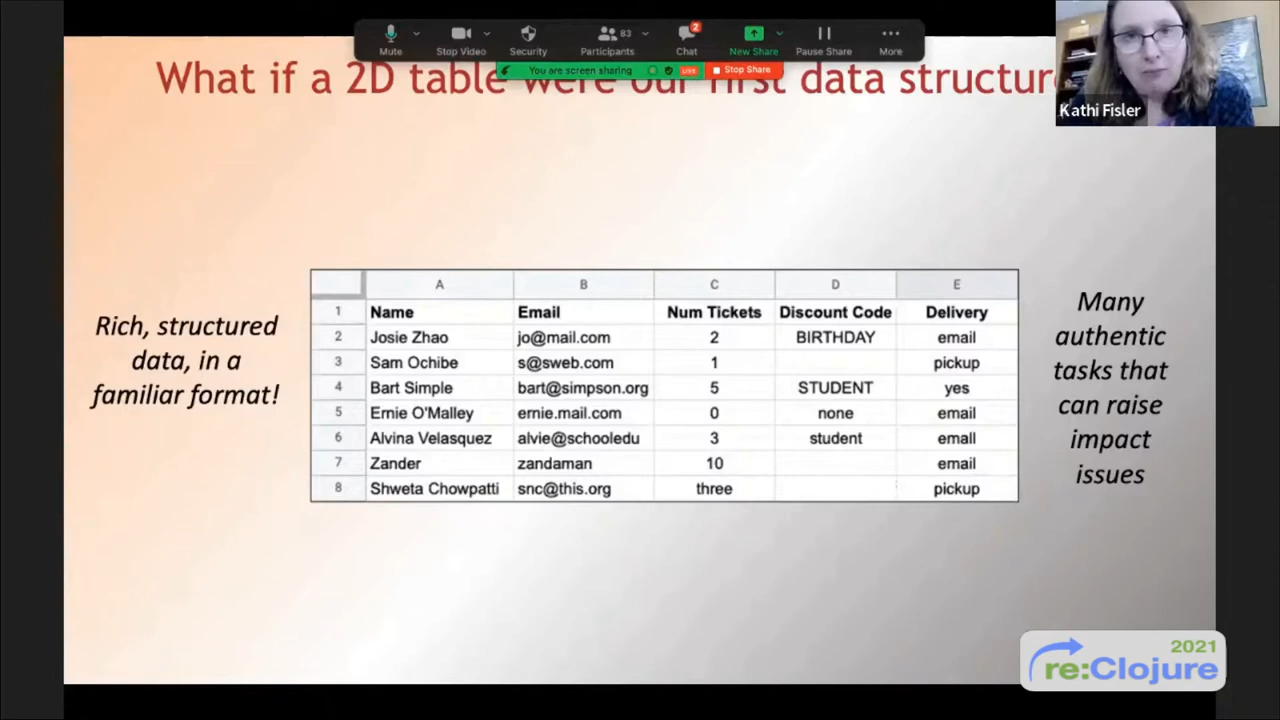 83
2
Mute
Stop Video
Security
Participants
Chat
New Share
Pause Share
More
You are screen sharing
LIVE
Stop Share
What if a 2D table were our first data structure
Kathi Fisler
Rich, structured
data, in a
familiar format!
A B C D E
1 Name Email Num Tickets Discount Code Delivery
2 Josie Zhao jo@mail.com 2 BIRTHDAY email
3 Sam Ochibe s@sweb.com 1 pickup
4 Bart Simple bart@simpson.org 5 STUDENT yes
5 Ernie O'Malley ernie.mail.com 0 none email
6 Alvina Velasquez alvie@schooledu 3 student email
7 Zander zandaman 10 email
8 Shweta Chowpatti snc@this.org three pickup
Many
authentic
tasks that
can raise
impact
issues
2021
re:Clojure